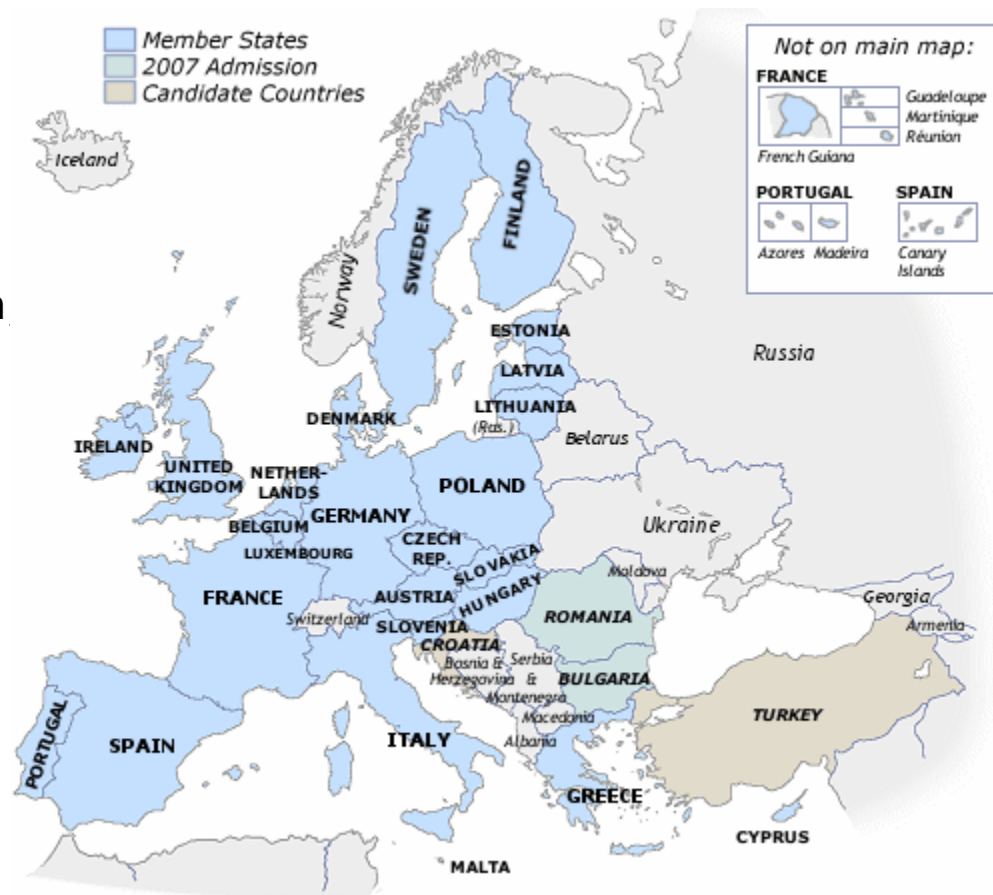 Member States
2007 Admission
Candidate Countries
Not on main map:
FRANCE
Guadeloupe
Martinique
Réunion
French Guiana
PORTUGAL
SPAIN
Azores
Madeira
Canary
Islands
Iceland
Norway
SWEDEN
FINLAND
n
Russia
ESTONIA
LATVIA
LITHUANIA
(Ras.)
DENMARK
Belarus
IRELAND
UNITED
KINGDOM
NETHER-
LANDS
POLAND
BELGIUM
GERMANY
Ukraine
LUXEMBOURG
CZECH
REP.
SLOVAKIA
Moldova
FRANCE
AUSTRIA
HUNGARY
Georgia
Switzerland
SLOVENIA
ROMANIA
Armenia
CROATIA
Bosnia &
Herzegovina
Serbia
&
Montenegro
BULGARIA
Macedonia
TURKEY
PORTUGAL
SPAIN
ITALY
Albania
GREECE
CYPRUS
MALTA